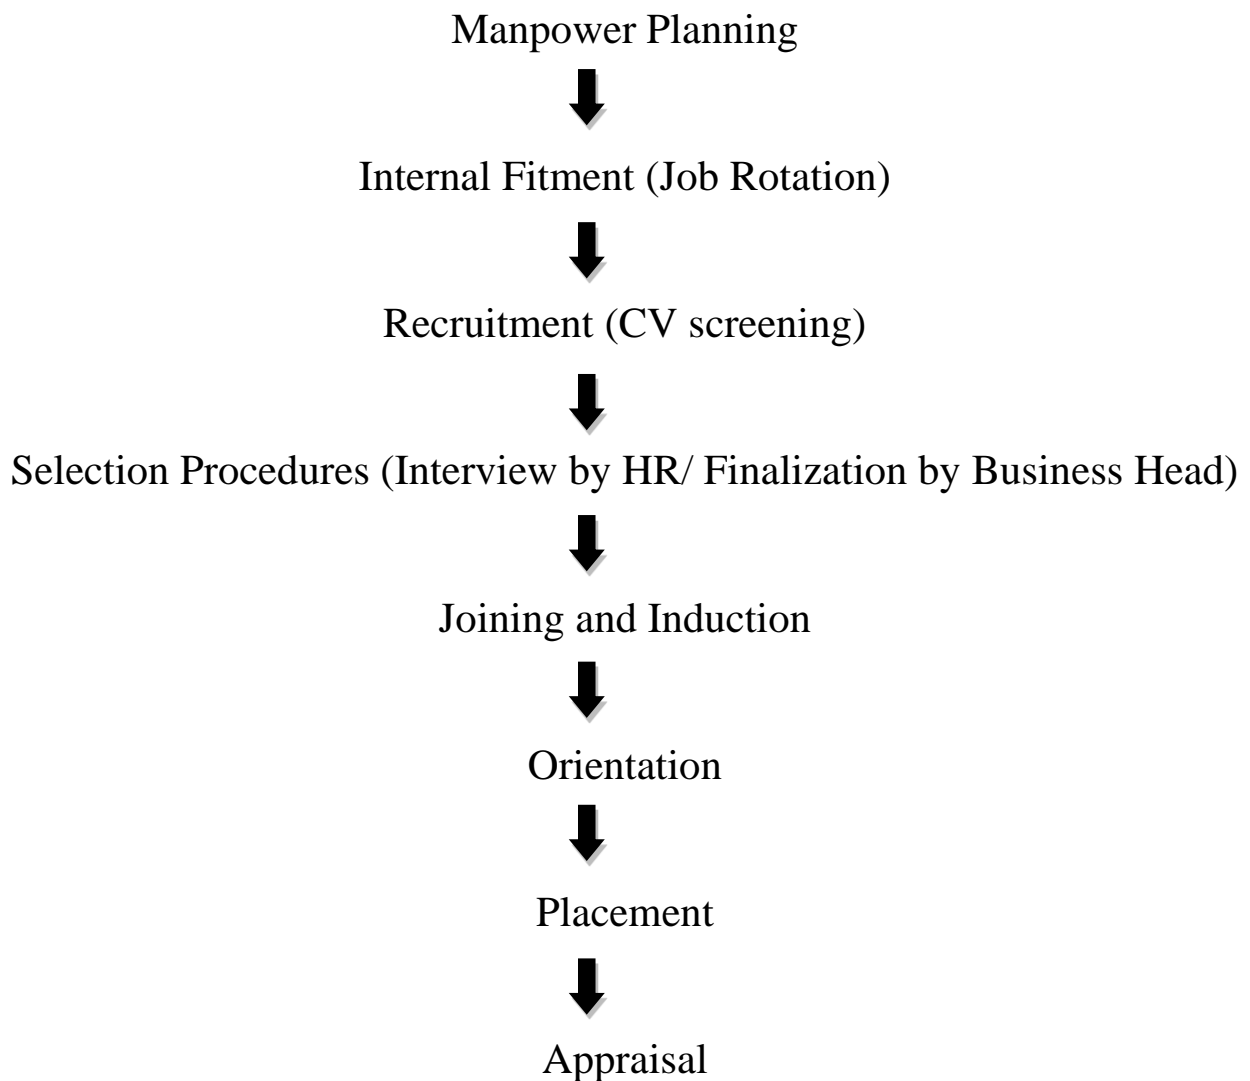 Manpower Planning
Internal Fitment (Job Rotation)
Recruitment (CV screening)
Selection Procedures (Interview by HR/ Finalization by Business Head)
Joining and Induction
Orientation
Placement
Appraisal